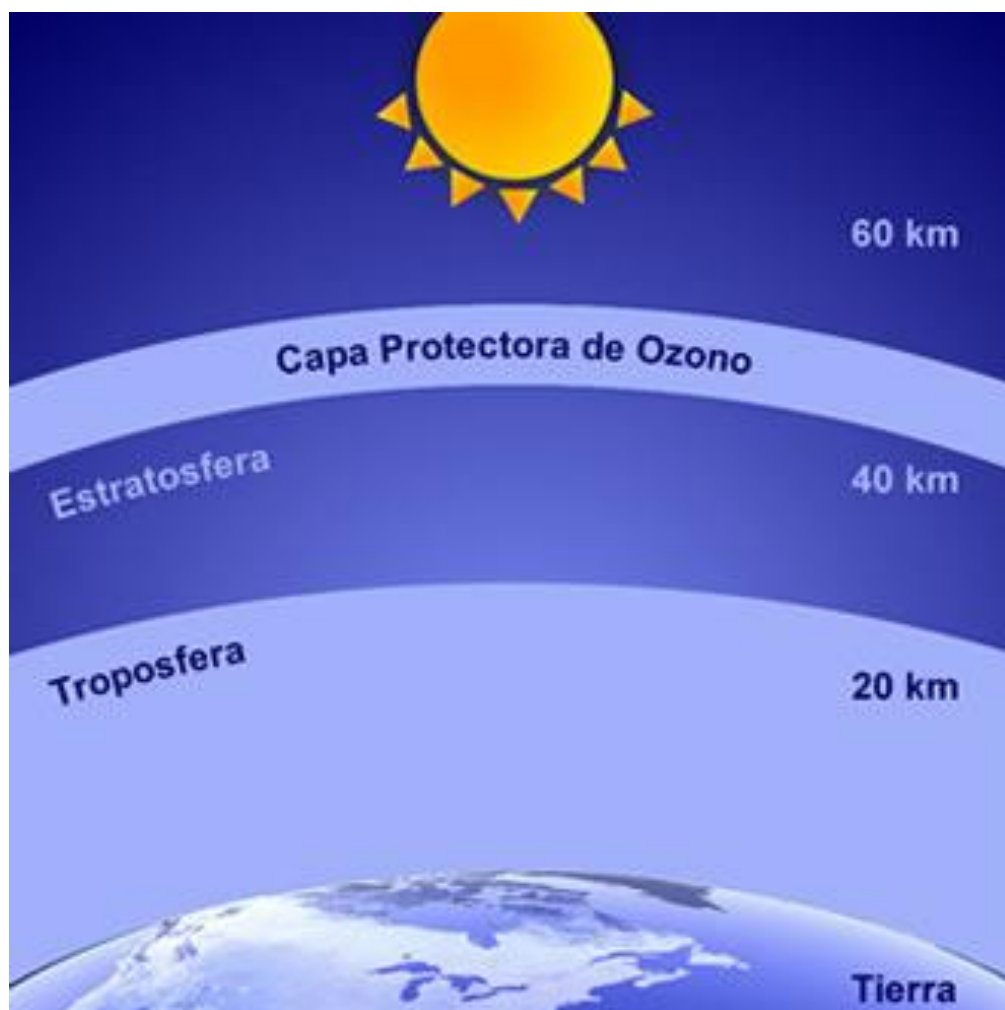 60 km
Capa Protectora de Ozono
Estratosfera
40 km
Troposfera
20 km
Tierra